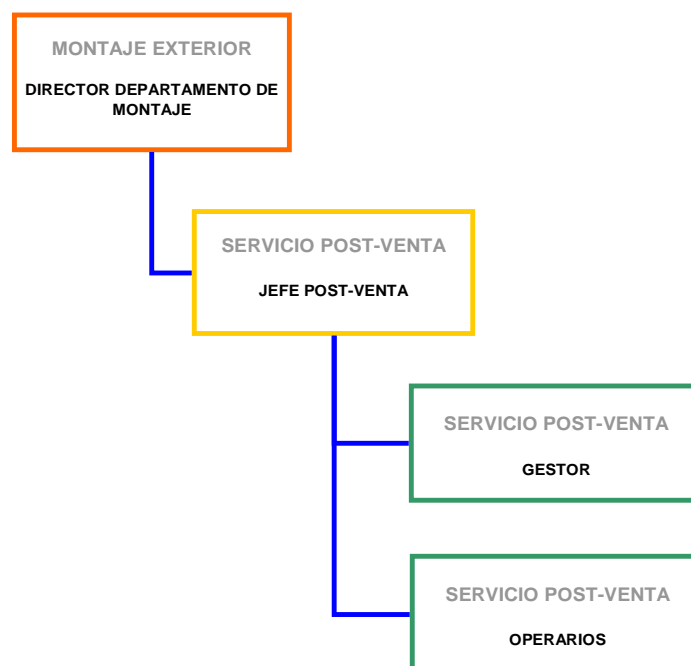 MONTAJE EXTERIOR
DIRECTOR DEPARTAMENTO DE
MONTAJE
SERVICIO POST-VENTA
JEFE POST-VENTA
SERVICIO POST-VENTA
GESTOR
SERVICIO POST-VENTA
OPERARIOS